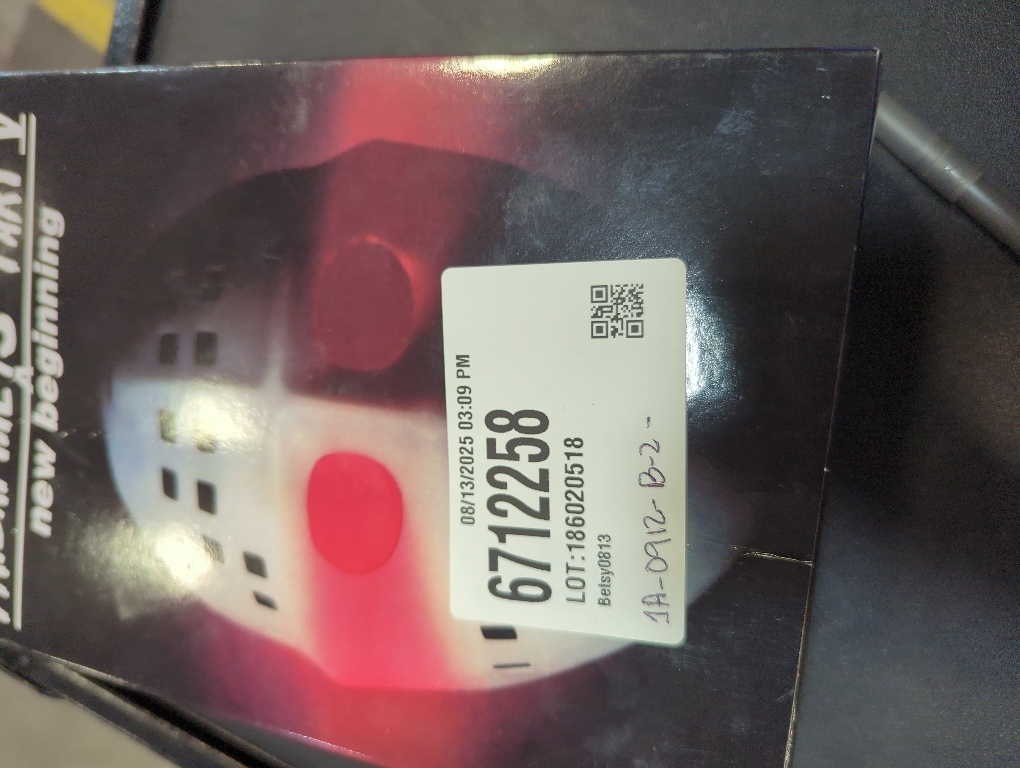 new beginning
08/13/2025 03:09 PM
6712258
LOT:186020518
Betsy0813
1A-0912-B-2-